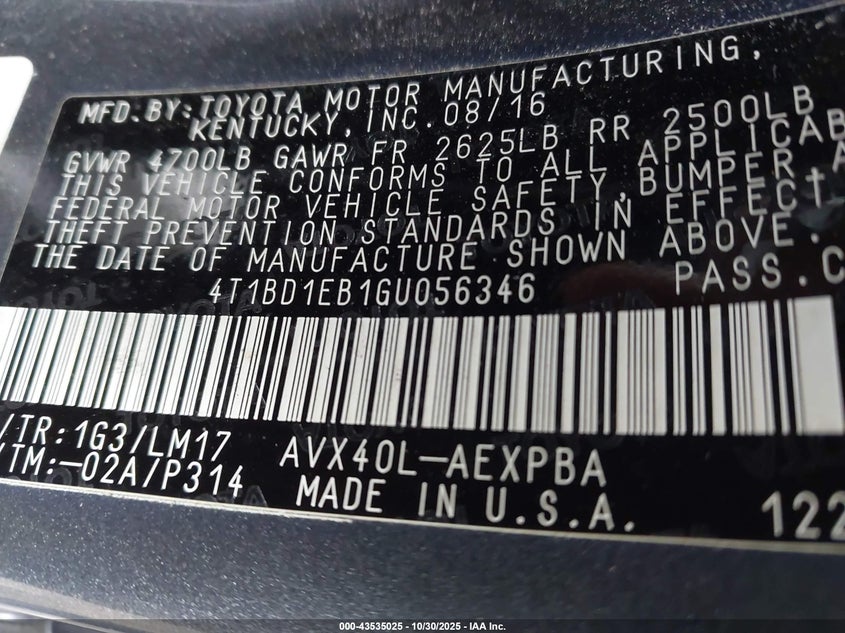 MFD.BY:TOYOTA MOTOR MANUFACTURING,
KENTUCKY, INC.08/16
GVWR 4700LB GAWR FR 2625LB RR 2500LB
THIS VEHICLE CONFORMS TO ALL APPLICAB
FEDERAL MOTOR VEHICLE SAFETY,BUMPER,A
THEFT PREVENTION STANDARDS IN EFFECT
THE DATE OF MANUFACTURE SHOWN ABOVE.
4T1BD1EB1GU056346 PASS.C
/TR:1G3/LM17 AVX40L-AEXPBA
/TM:-02A/P314 MADE IN U.S.A. 122
000-43535025 - 10/30/2025 - IAA Inc.